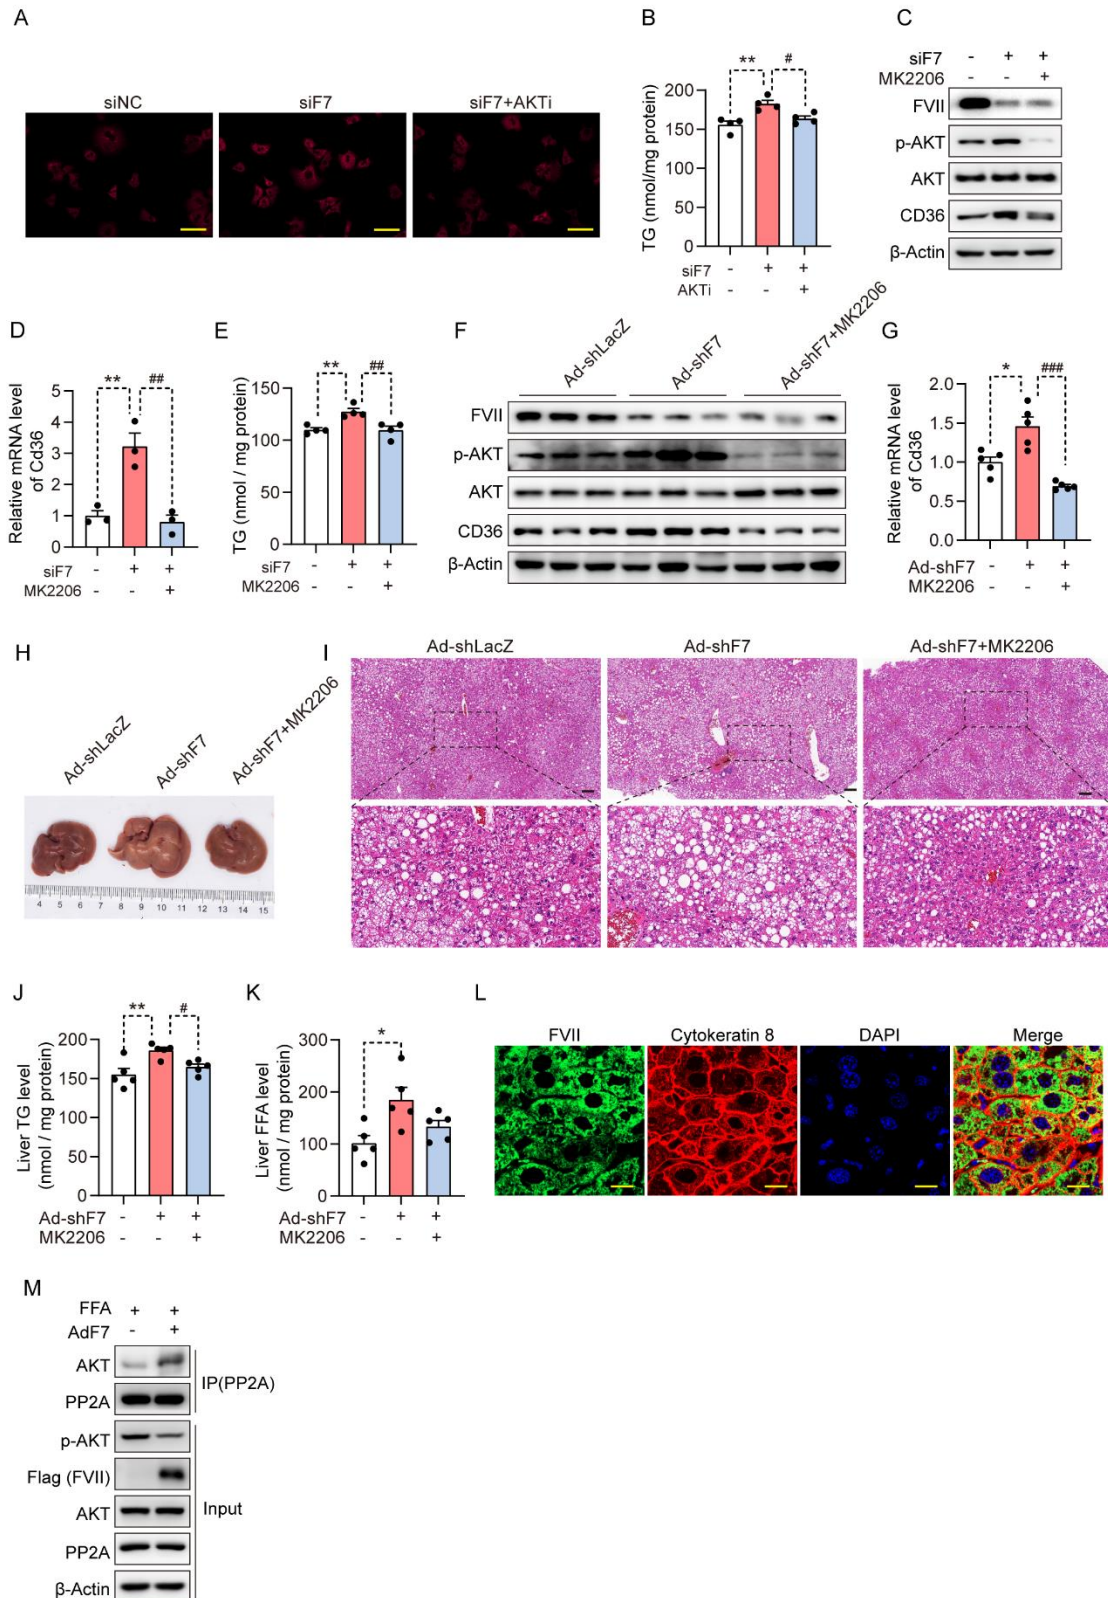 A
siNC siF7 siF7+AKTi
B
** #
TG (nmol/mg protein)
200
150
100
50
0
siF7 - + +
AKTi - - +
C
siF7 - + +
MK2206 - - +
FVII
p-AKT
AKT
CD36
β-Actin
D
** ##
Relative mRNA level
of Cd36
5
4
3
2
1
0
siF7 - + +
MK2206 - - +
E
** ##
TG (nmol / mg protein)
150
100
50
0
siF7 - + +
MK2206 - - +
F
Ad-shLacZ Ad-shF7 Ad-shF7+MK2206
FVII
p-AKT
AKT
CD36
β-Actin
G
* ###
Relative mRNA level
of Cd36
2.0
1.5
1.0
0.5
0.0
Ad-shF7 - + +
MK2206 - - +
H
Ad-shLacZ Ad-shF7 Ad-shF7+MK2206
4 5 6 7 8 9 10 11 12 13 14 15
I
Ad-shLacZ Ad-shF7 Ad-shF7+MK2206
J
** #
Liver TG level
(nmol / mg protein)
200
150
100
50
0
Ad-shF7 - + +
MK2206 - - +
K
*
Liver FFA level
(nmol / mg protein)
300
200
100
0
Ad-shF7 - + +
MK2206 - - +
L
FVII Cytokeratin 8 DAPI Merge
M
FFA + +
AdF7 - +
AKT
PP2A
IP(PP2A)
p-AKT
Flag (FVII)
AKT
PP2A
β-Actin
Input